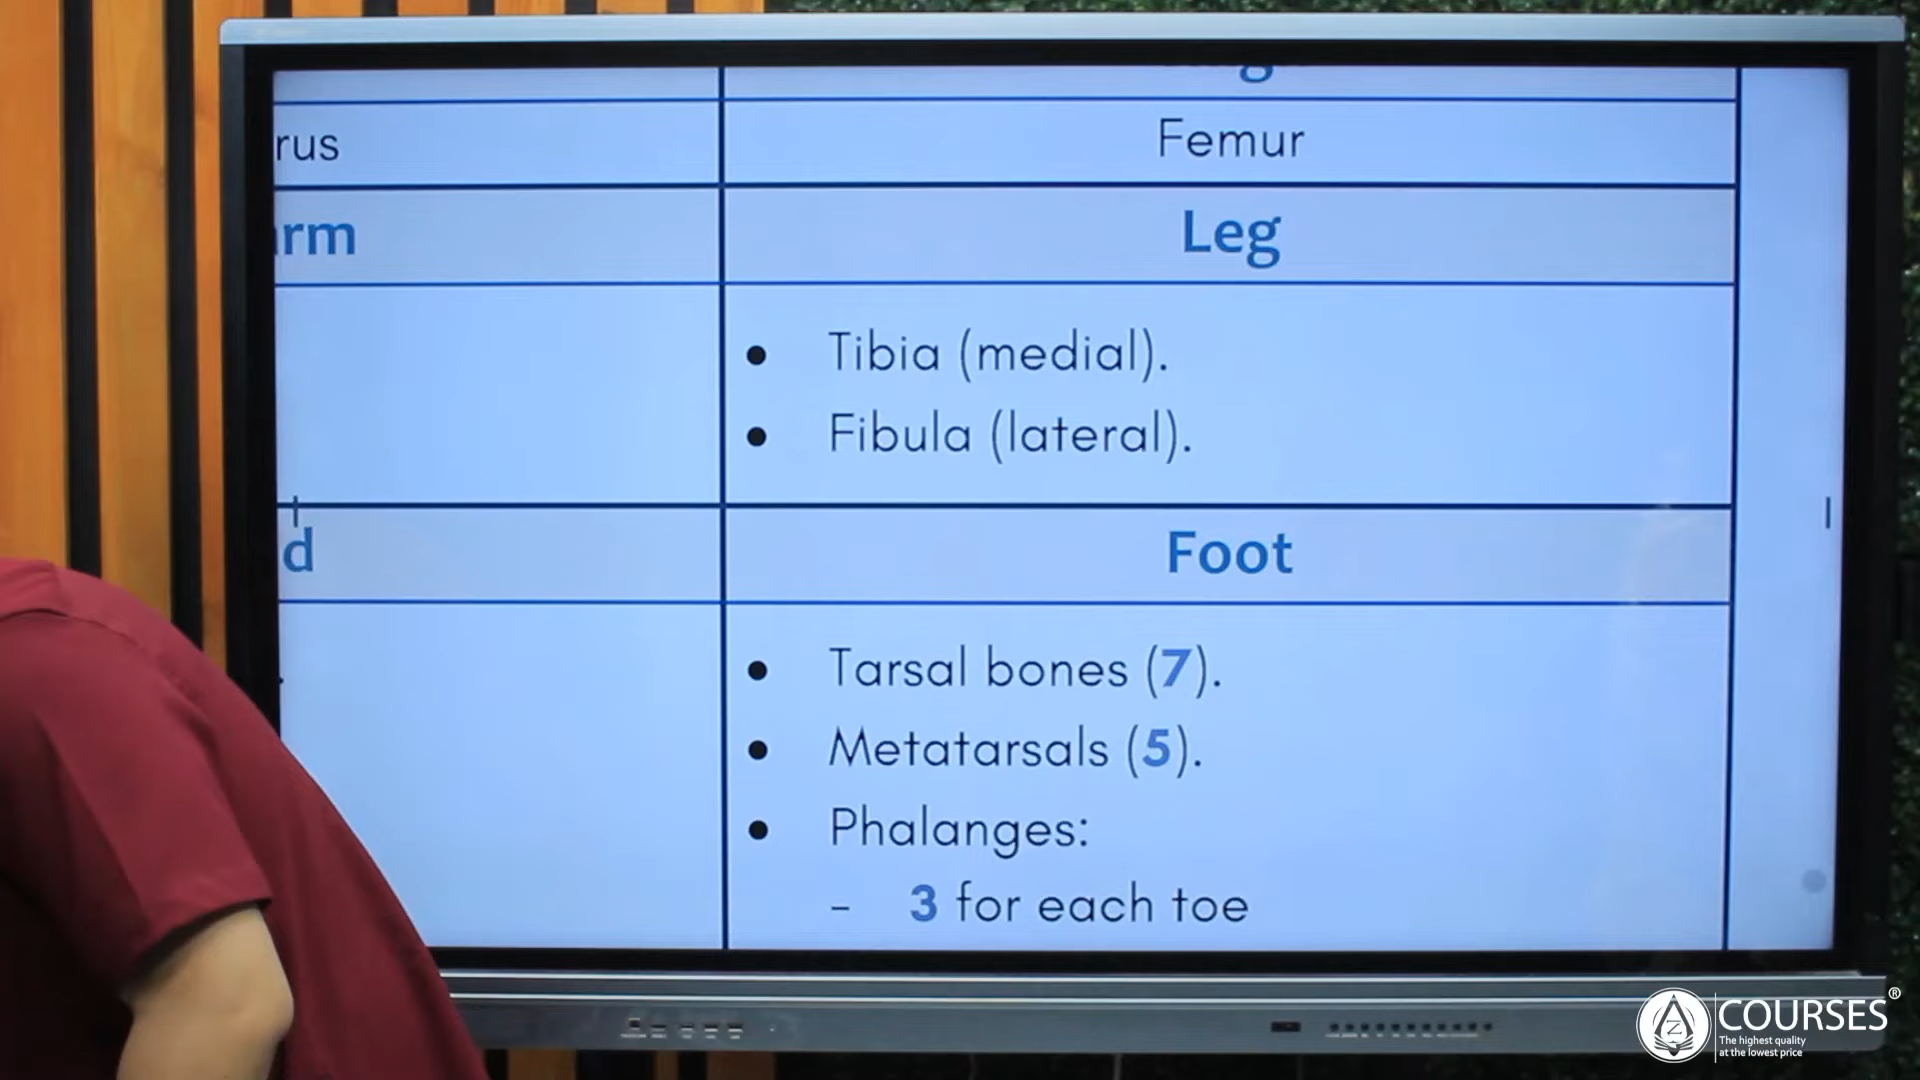 rus
Femur
rm
Leg
Tibia (medial).
Fibula (lateral).
d
Foot
Tarsal bones (7).
Metatarsals (5).
Phalanges:
- 3 for each toe
COURSES®
The highest quality
at the lowest price